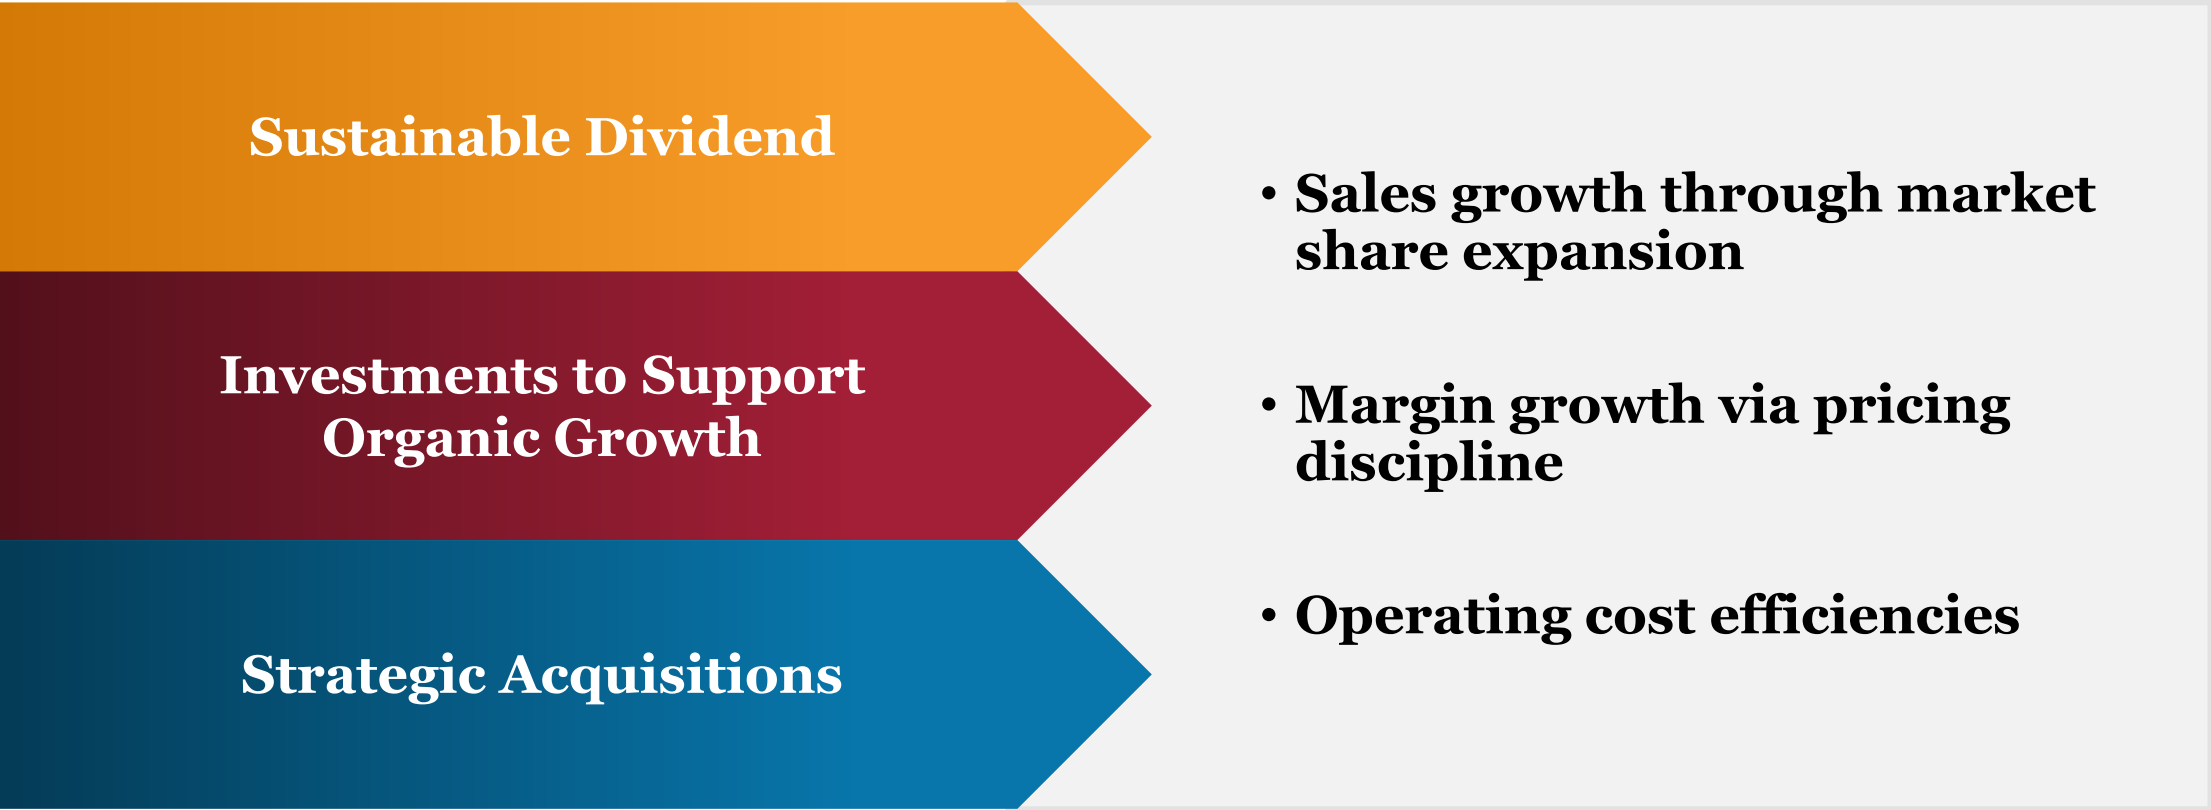 Sustainable Dividend
Investments to Support
Organic Growth
Strategic Acquisitions
• Sales growth through market
share expansion
• Margin growth via pricing
discipline
• Operating cost efficiencies